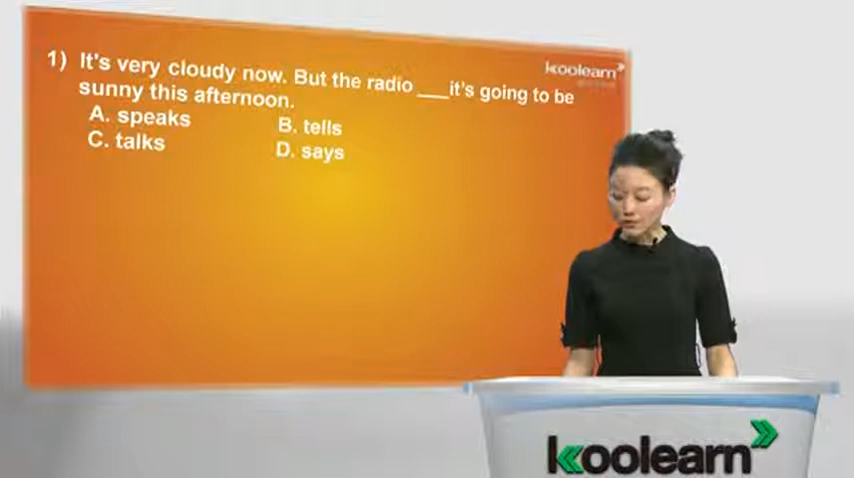 koolearn
1) It's very cloudy now. But the radio ___it's going to be
sunny this afternoon.
A. speaks B. tells
C. talks D. says
koolearn